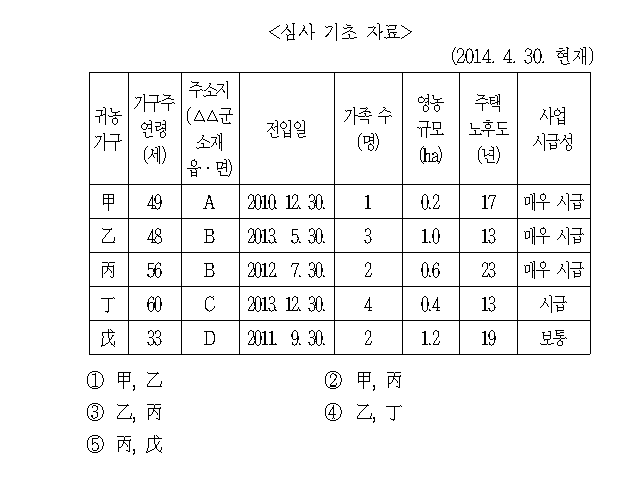 <심사 기초 자료>
(2014. 4. 30. 현재)
귀농 가구 | 가구주 연령 (세) | 주소지 (△△군 소재 읍·면) | 전입일 | 가족 수 (명) | 영농 규모 (ha) | 주택 노후도 (년) | 사업 시급성
甲 49 A 2010. 12. 30. 1 0.2 17 매우 시급
乙 48 B 2013. 5. 30. 3 1.0 13 매우 시급
丙 56 B 2012. 7. 30. 2 0.6 23 매우 시급
丁 60 C 2013. 12. 30. 4 0.4 13 시급
戊 33 D 2011. 9. 30. 2 1.2 19 보통
① 甲, 乙 ② 甲, 丙
③ 乙, 丙 ④ 乙, 丁
⑤ 丙, 戊